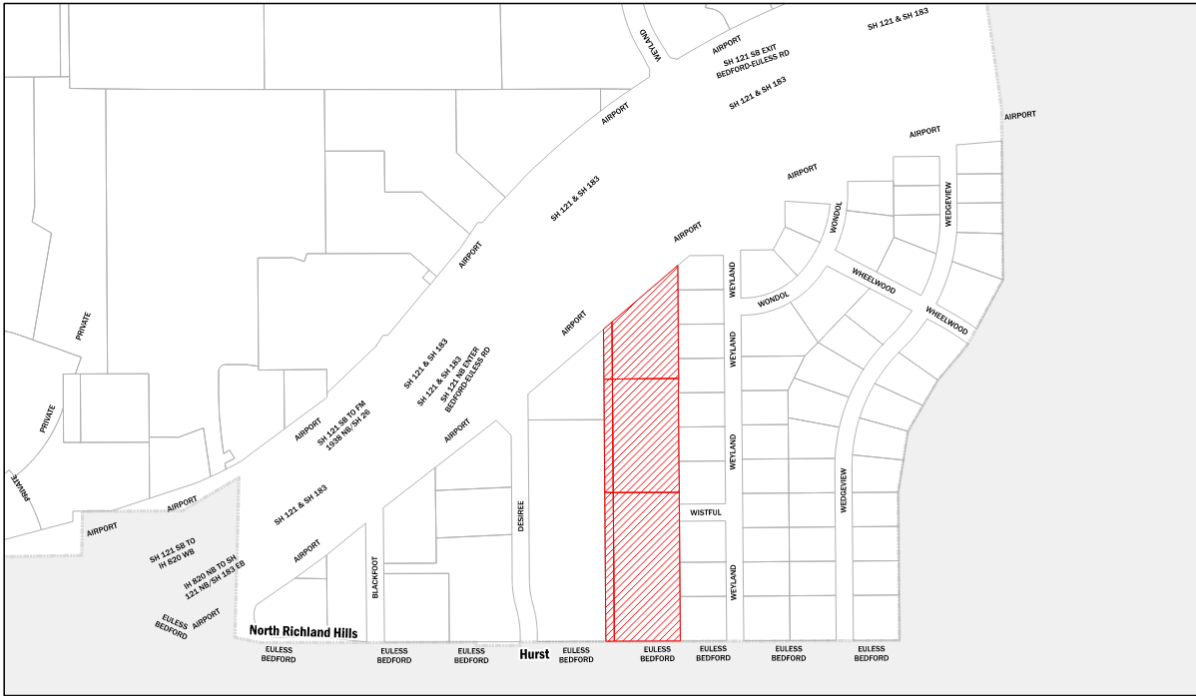 SH 121 & SH 183
WEYLAND
AIRPORT
SH 121 SB EXIT
BEDFORD-EULESS RD
SH 121 & SH 183
AIRPORT
AIRPORT
AIRPORT
AIRPORT
SH 121 & SH 183
WONDOL
WEDGEVIEW
AIRPORT
AIRPORT
WEYLAND
WHEELWOOD
WONDOL
WHEELWOOD
PRIVATE
AIRPORT
WEYLAND
SH 121 & SH 183
SH 121 & SH 183
SH 121 NB ENTER
BEDFORD-EULESS RD
PRIVATE
AIRPORT
SH 121 SB TO FM
1938 NB/SH 26
AIRPORT
WEYLAND
PRIVATE
AIRPORT
SH 121 & SH 183
WEDGEVIEW
DESIREE
WISTFUL
AIRPORT
SH 121 SB TO
IH 820 WB
AIRPORT
IH 820 NB TO SH
121 NB/SH 183 EB
BLACKFOOT
WEYLAND
EULESS
BEDFORD
AIRPORT
North Richland Hills
Hurst
EULESS
BEDFORD
EULESS
BEDFORD
EULESS
BEDFORD
EULESS
BEDFORD
EULESS
BEDFORD
EULESS
BEDFORD
EULESS
BEDFORD
EULESS
BEDFORD